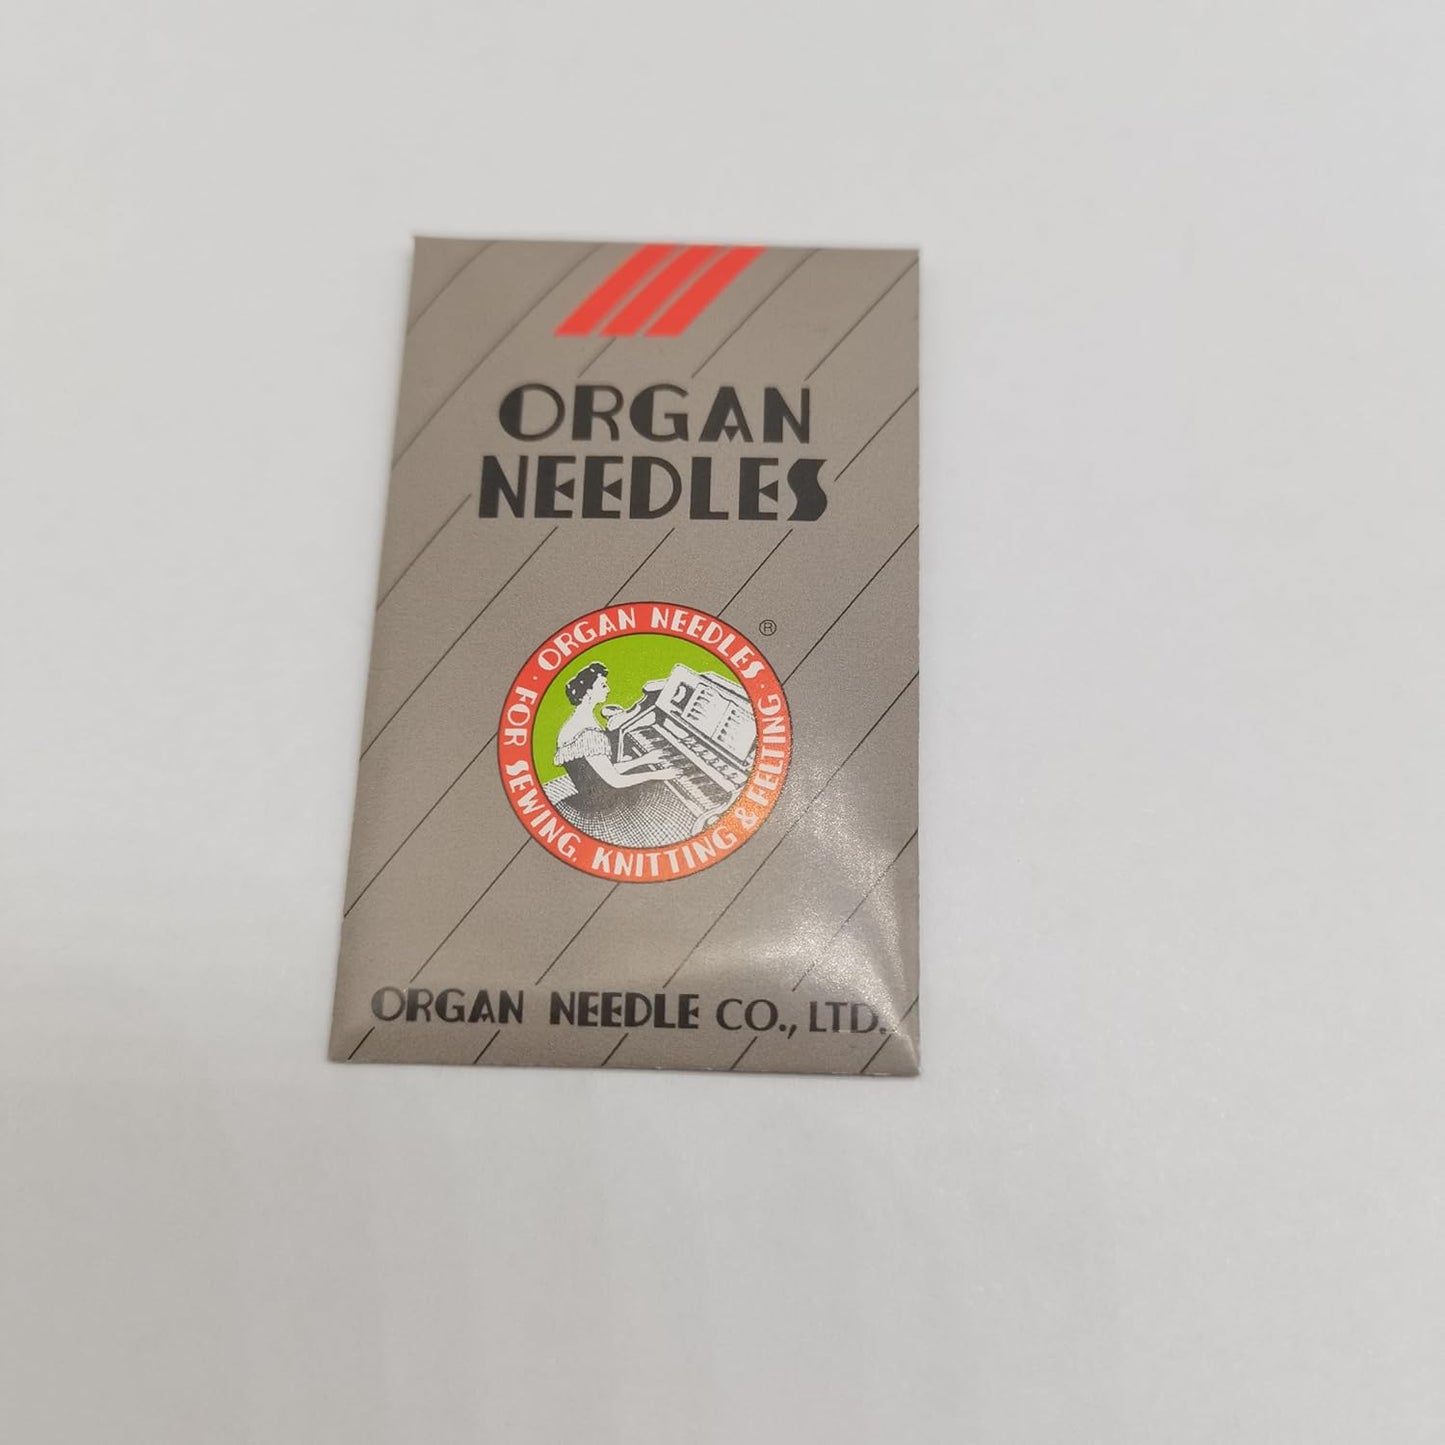 ORGAN
NEEDLES
®
· ORGAN NEEDLES ·
FOR SEWING, KNITTING & FELTING
ORGAN NEEDLE CO., LTD.